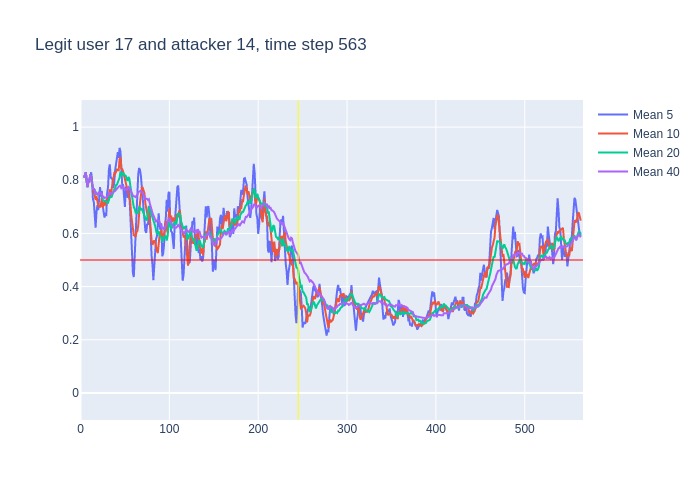 Legit user 17 and attacker 14, time step 563
Mean 5
Mean 10
Mean 20
Mean 40
1
0.8
0.6
0.4
0.2
0
0 100 200 300 400 500